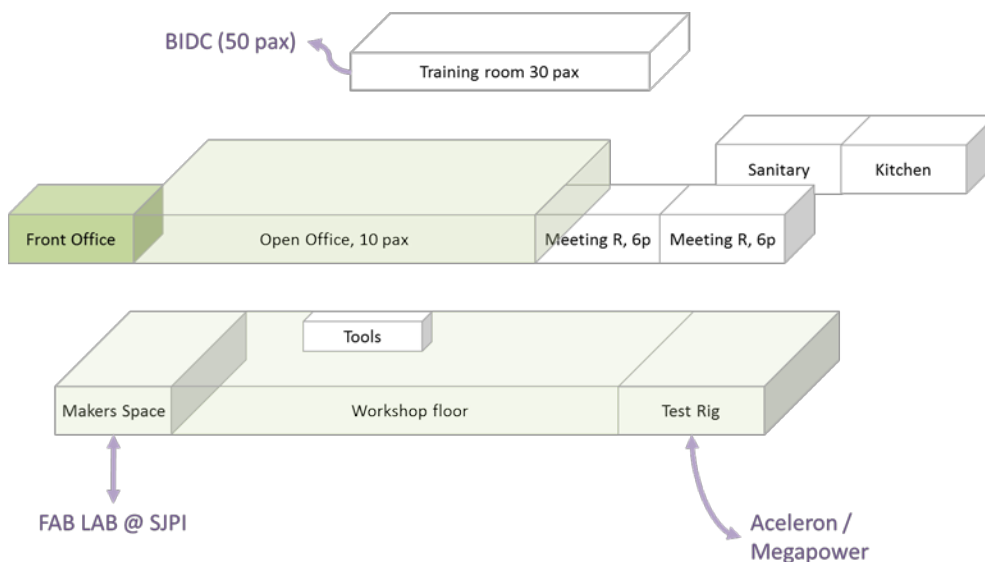 BIDC (50 pax)
Training room 30 pax
Sanitary
Kitchen
Front Office
Open Office, 10 pax
Meeting R, 6p
Meeting R, 6p
Tools
Makers Space
Workshop floor
Test Rig
FAB LAB @ SJPI
Aceleron /
Megapower